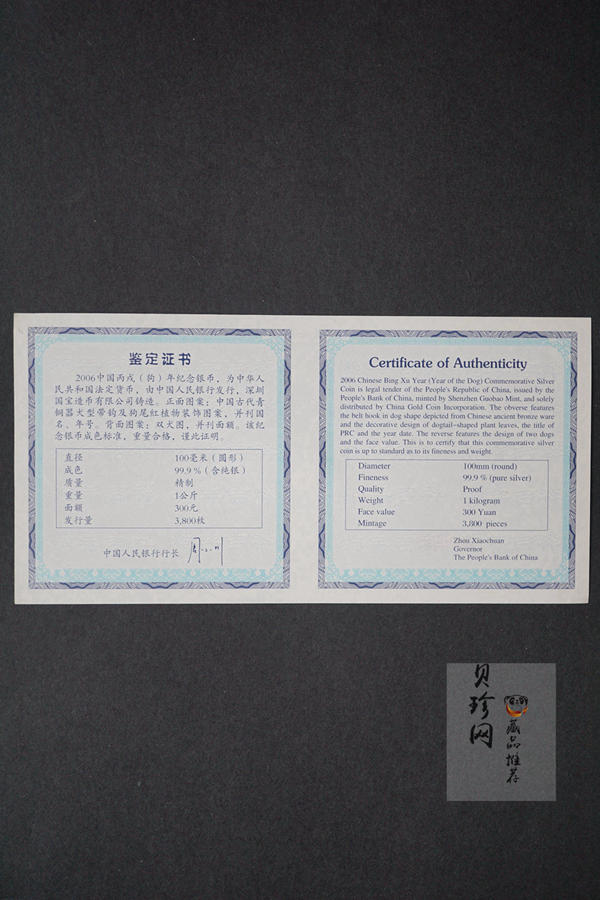 鉴定证书
2006中国丙戌（狗）年纪念银币，为中华人
民共和国法定货币，由中国人民银行发行，深圳
国宝造币有限公司铸造。正面图案：中国古代青
铜器犬型带钩及狗尾红植物装饰图案，并刊国
名、年号。背面图案：双犬图，并刊面额。该纪
念银币成色标准，重量合格，谨此证明。
直径 100毫米（圆形）
成色 99.9％（含纯银）
质量 精制
重量 1公斤
面额 300元
发行量 3,800枚
中国人民银行行长
Certificate of Authenticity
2006 Chinese Bing Xu Year (Year of the Dog) Commemorative Silver
Coin is legal tender of the People's Republic of China, issued by the
People's Bank of China, minted by Shenzhen Guobao Mint, and solely
distributed by China Gold Coin Incorporation. The obverse features
the belt hook in dog shape depicted from Chinese ancient bronze ware
and the decorative design of dogtail-shaped plant leaves, the title of
PRC and the year date. The reverse features the design of two dogs
and the face value. This is to certify that this commemorative silver
coin is up to standard as to its fineness and weight.
Diameter 100mm (round)
Fineness 99.9 % (pure silver)
Quality Proof
Weight 1 kilogram
Face value 300 Yuan
Mintage 3,800 pieces
Zhou Xiaochuan
Governor
The People's Bank of China
贝珍网
藏品推荐